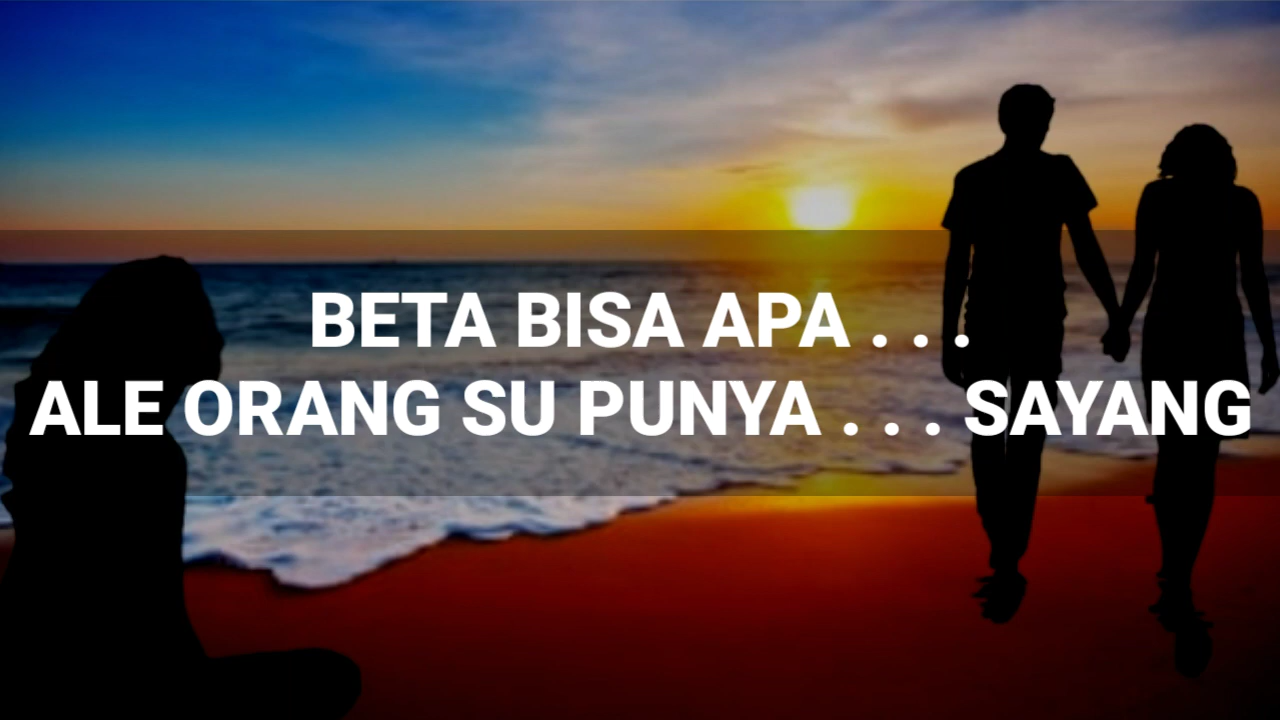 BETA BISA APA . . .
ALE ORANG SU PUNYA . . . SAYANG